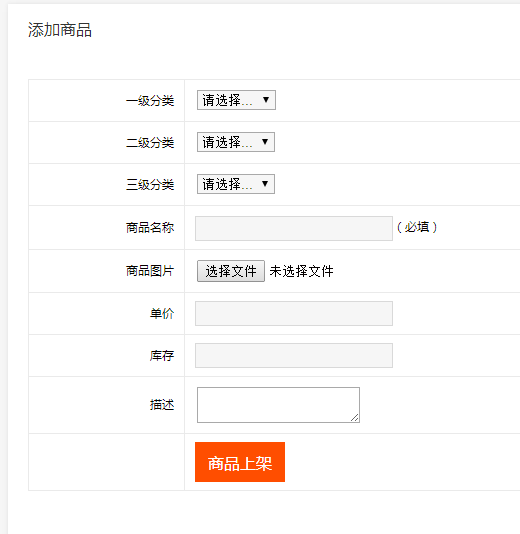 添加商品
一级分类 请选择...
二级分类 请选择...
三级分类 请选择...
商品名称 （必填）
商品图片 选择文件 未选择文件
单价
库存
描述
商品上架